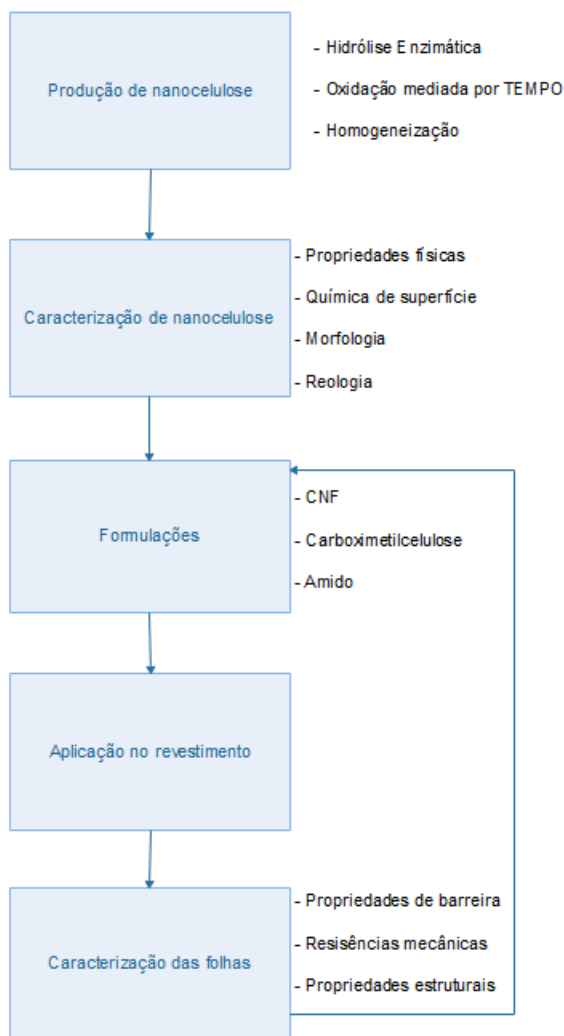 Produção de nanocelulose
- Hidrólise Enzimática
- Oxidação mediada por TEMPO
- Homogeneização
Caracterização de nanocelulose
- Propriedades físicas
- Química de superfície
- Morfologia
- Reologia
Formulações
- CNF
- Carboximetilcelulose
- Amido
Aplicação no revestimento
Caracterização das folhas
- Propriedades de barreira
- Resisências mecânicas
- Propriedades estruturais